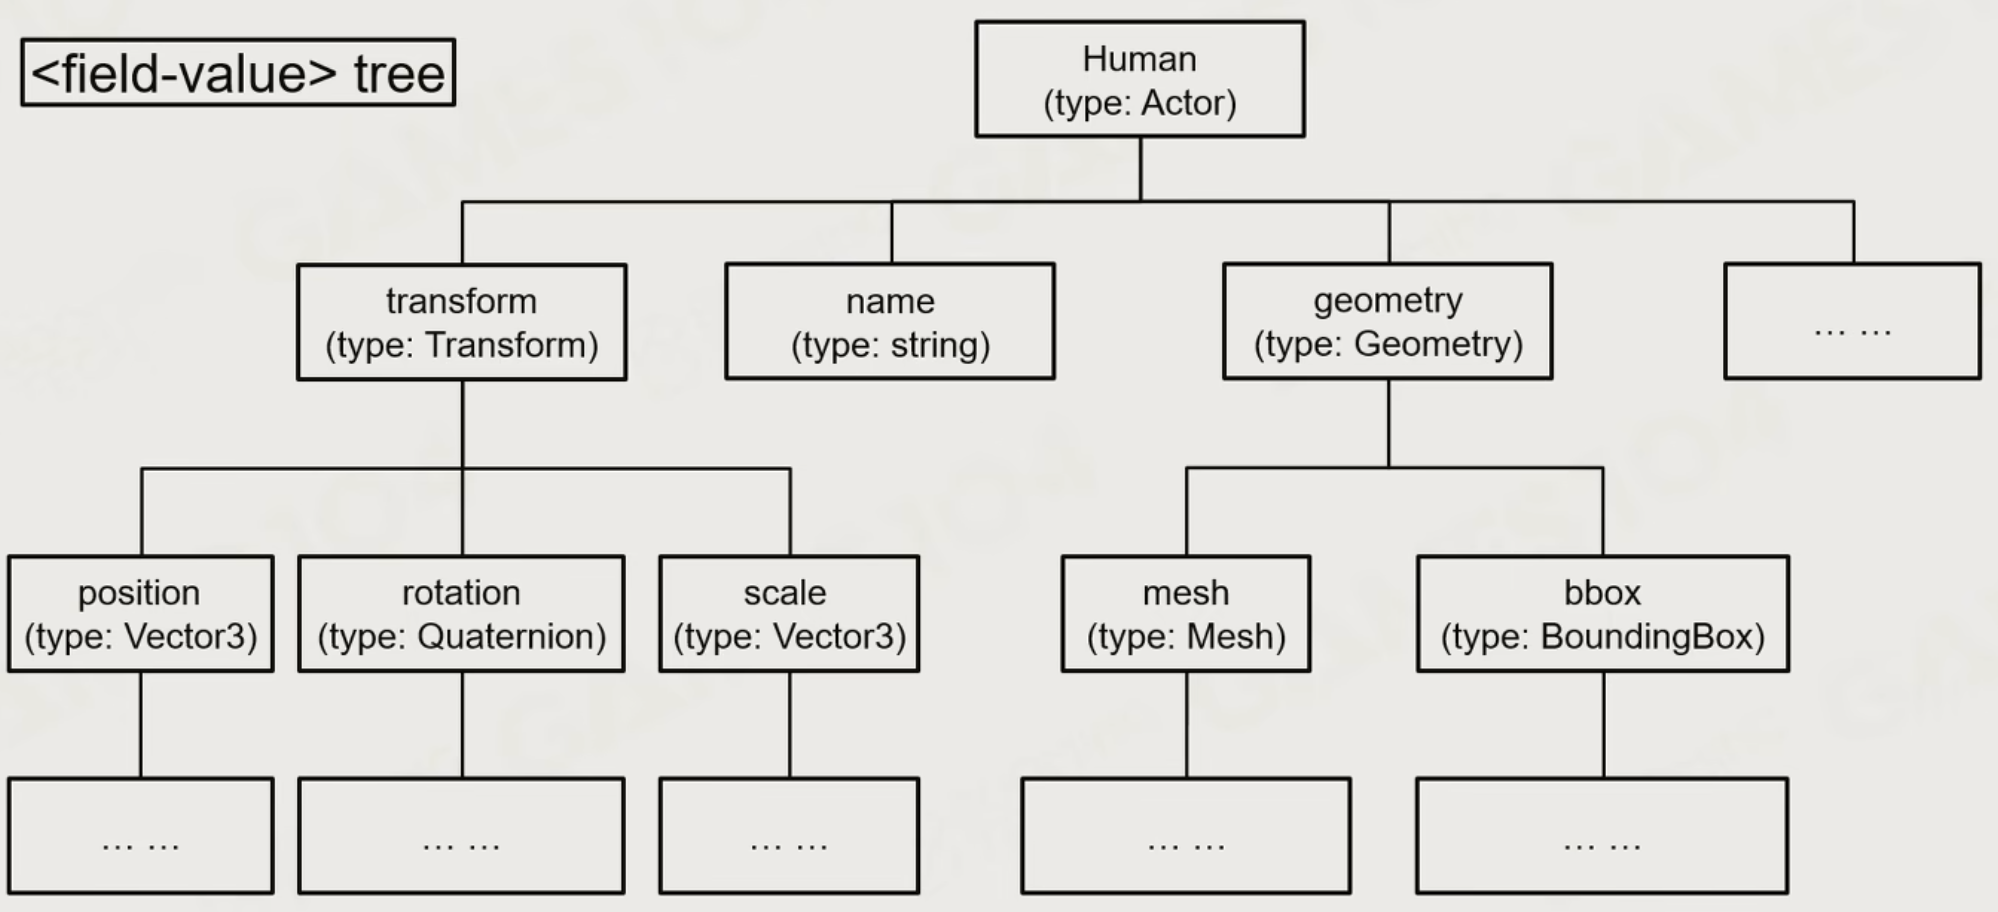 <field-value> tree
Human
(type: Actor)
transform
(type: Transform)
name
(type: string)
geometry
(type: Geometry)
... ...
position
(type: Vector3)
rotation
(type: Quaternion)
scale
(type: Vector3)
mesh
(type: Mesh)
bbox
(type: BoundingBox)
... ...
... ...
... ...
... ...
... ...